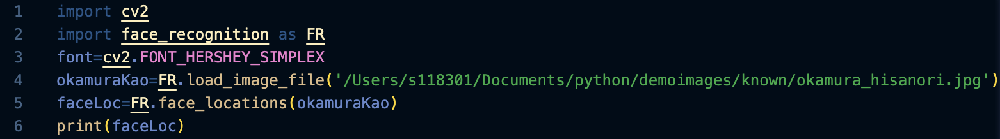 1 import cv2
2 import face_recognition as FR
3 font=cv2.FONT_HERSHEY_SIMPLEX
4 okamuraKao=FR.load_image_file('/Users/s118301/Documents/python/demoimages/known/okamura_hisanori.jpg')
5 faceLoc=FR.face_locations(okamuraKao)
6 print(faceLoc)